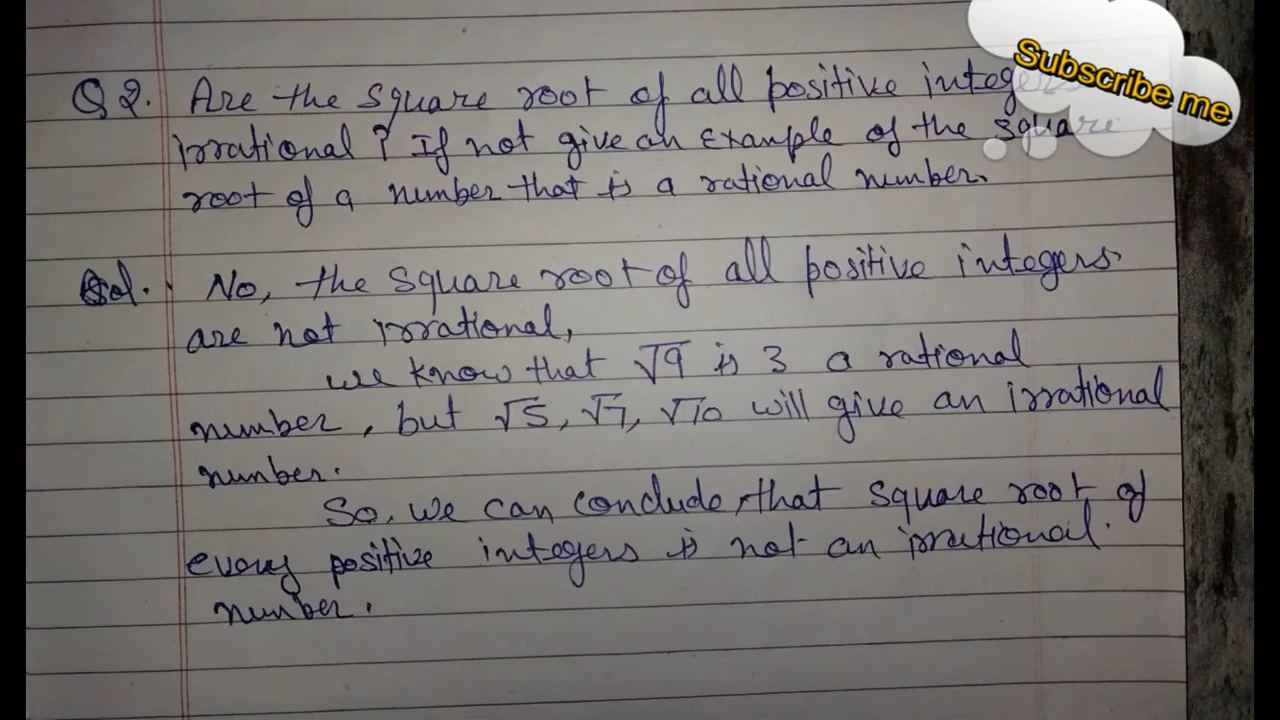 Q 2. Are the square root of all positive integers
irrational? If not give an example of the square
root of a number that is a rational number.
Sol. No, the square root of all positive integers
are not irrational,
we know that √9 is 3 a rational
number, but √5, √7, √10 will give an irrational
number.
So, we can conclude, that square root of
every positive integers is not an irrational.
number.
Subscribe me